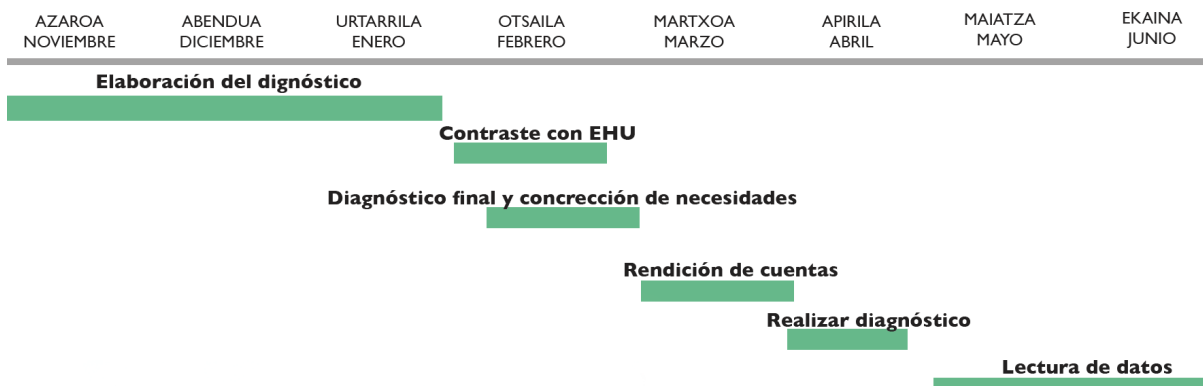 AZAROA ABENDUA URTARRILA OTSAILA MARTXOA APIRILA MAIATZA EKAINA
NOVIEMBRE DICIEMBRE ENERO FEBRERO MARZO ABRIL MAYO JUNIO
Elaboración del dignóstico
Contraste con EHU
Diagnóstico final y concrección de necesidades
Rendición de cuentas
Realizar diagnóstico
Lectura de datos